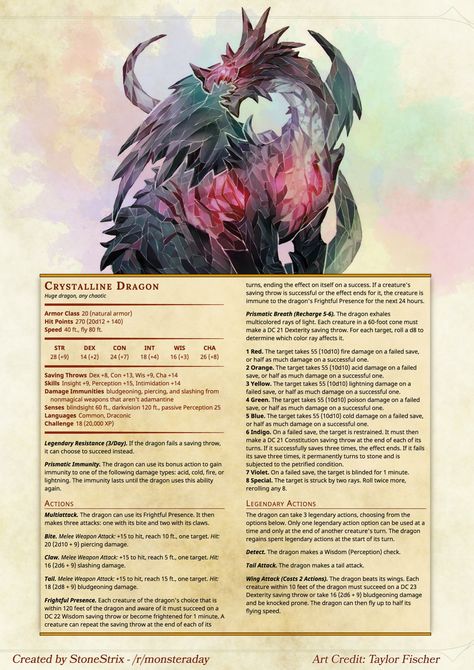 CRYSTALLINE DRAGON
Huge dragon, any chaotic
Armor Class 20 (natural armor)
Hit Points 270 (20d12 + 140)
Speed 40 ft., fly 80 ft.
STR DEX CON INT WIS CHA
28 (+9) 14 (+2) 24 (+7) 18 (+4) 16 (+3) 26 (+8)
Saving Throws Dex +8, Con +13, Wis +9, Cha +14
Skills Insight +9, Perception +15, Intimidation +14
Damage Immunities bludgeoning, piercing, and slashing from
nonmagical weapons that aren't adamantine
Senses blindsight 60 ft., darkvision 120 ft., passive Perception 25
Languages Common, Draconic
Challenge 18 (20,000 XP)
Legendary Resistance (3/Day). If the dragon fails a saving throw,
it can choose to succeed instead.
Prismatic Immunity. The dragon can use its bonus action to gain
immunity to one of the following damage types: acid, cold, fire, or
lightning. The immunity lasts until the dragon uses this ability
again.
ACTIONS
Multiattack. The dragon can use its Frightful Presence. It then
makes three attacks: one with its bite and two with its claws.
Bite. Melee Weapon Attack: +15 to hit, reach 10 ft., one target. Hit:
20 (2d10 + 9) piercing damage.
Claw. Melee Weapon Attack: +15 to hit, reach 5 ft., one target. Hit:
16 (2d6 + 9) slashing damage.
Tail. Melee Weapon Attack: +15 to hit, reach 15 ft., one target. Hit:
18 (2d8 + 9) bludgeoning damage.
Frightful Presence. Each creature of the dragon's choice that is
within 120 feet of the dragon and aware of it must succeed on a
DC 22 Wisdom saving throw or become frightened for 1 minute. A
creature can repeat the saving throw at the end of each of its
turns, ending the effect on itself on a success. If a creature's
saving throw is successful or the effect ends for it, the creature is
immune to the dragon's Frightful Presence for the next 24 hours.
Prismatic Breath (Recharge 5-6). The dragon exhales
multicolored rays of light. Each creature in a 60-foot cone must
make a DC 21 Dexterity saving throw. For each target, roll a d8 to
determine which color ray affects it.
1 Red. The target takes 55 (10d10) fire damage on a failed save,
or half as much damage on a successful one.
2 Orange. The target takes 55 (10d10) acid damage on a failed
save, or half as much damage on a successful one.
3 Yellow. The target takes 55 (10d10) lightning damage on a
failed save, or half as much damage on a successful one.
4 Green. The target takes 55 (10d10) poison damage on a failed
save, or half as much damage on a successful one.
5 Blue. The target takes 55 (10d10) cold damage on a failed save,
or half as much damage on a successful one.
6 Indigo. On a failed save, the target is restrained. It must then
make a DC 21 Constitution saving throw at the end of each of its
turns. If it successfully saves three times, the effect ends. If it fails
its save three times, it permanently turns to stone and is
subjected to the petrified condition.
7 Violet. On a failed save, the target is blinded for 1 minute.
8 Special. The target is struck by two rays. Roll twice more,
rerolling any 8.
LEGENDARY ACTIONS
The dragon can take 3 legendary actions, choosing from the
options below. Only one legendary action option can be used at a
time and only at the end of another creature's turn. The dragon
regains spent legendary actions at the start of its turn.
Detect. The dragon makes a Wisdom (Perception) check.
Tail Attack. The dragon makes a tail attack.
Wing Attack (Costs 2 Actions). The dragon beats its wings. Each
creature within 10 feet of the dragon must succeed on a DC 23
Dexterity saving throw or take 16 (2d6 + 9) bludgeoning damage
and be knocked prone. The dragon can then fly up to half its
flying speed.
Created by StoneStrix - /r/monsteraday
Art Credit: Taylor Fischer